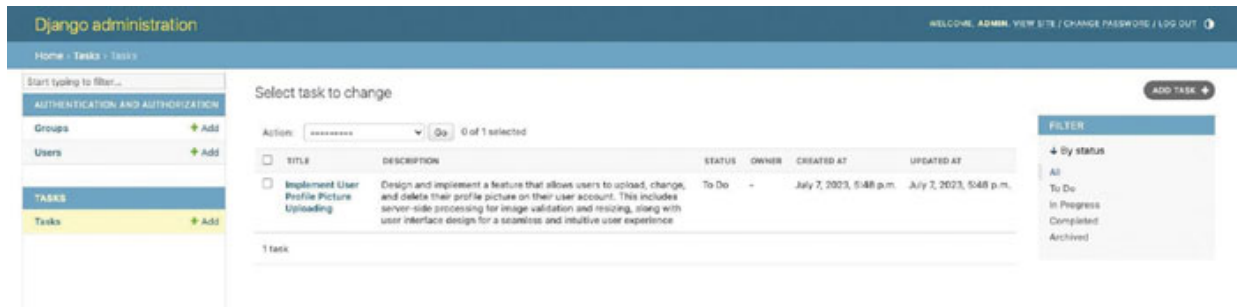 Django administration
WELCOME, ADMIN. VIEW SITE / CHANGE PASSWORD / LOG OUT
Home › Tasks › Tasks
Start typing to filter...
AUTHENTICATION AND AUTHORIZATION
Groups + Add
Users + Add
TASKS
Tasks + Add
Select task to change
ADD TASK +
Action: --------- Go 0 of 1 selected
TITLE DESCRIPTION STATUS OWNER CREATED AT UPDATED AT
Implement User Design and implement a feature that allows users to upload, change, To Do - July 7, 2023, 5:48 p.m. July 7, 2023, 5:48 p.m.
Profile Picture and delete their profile picture on their user account. This includes
Uploading server-side processing for image validation and resizing, along with
user interface design for a seamless and intuitive user experience
1 task
FILTER
↓ By status
All
To Do
In Progress
Completed
Archived